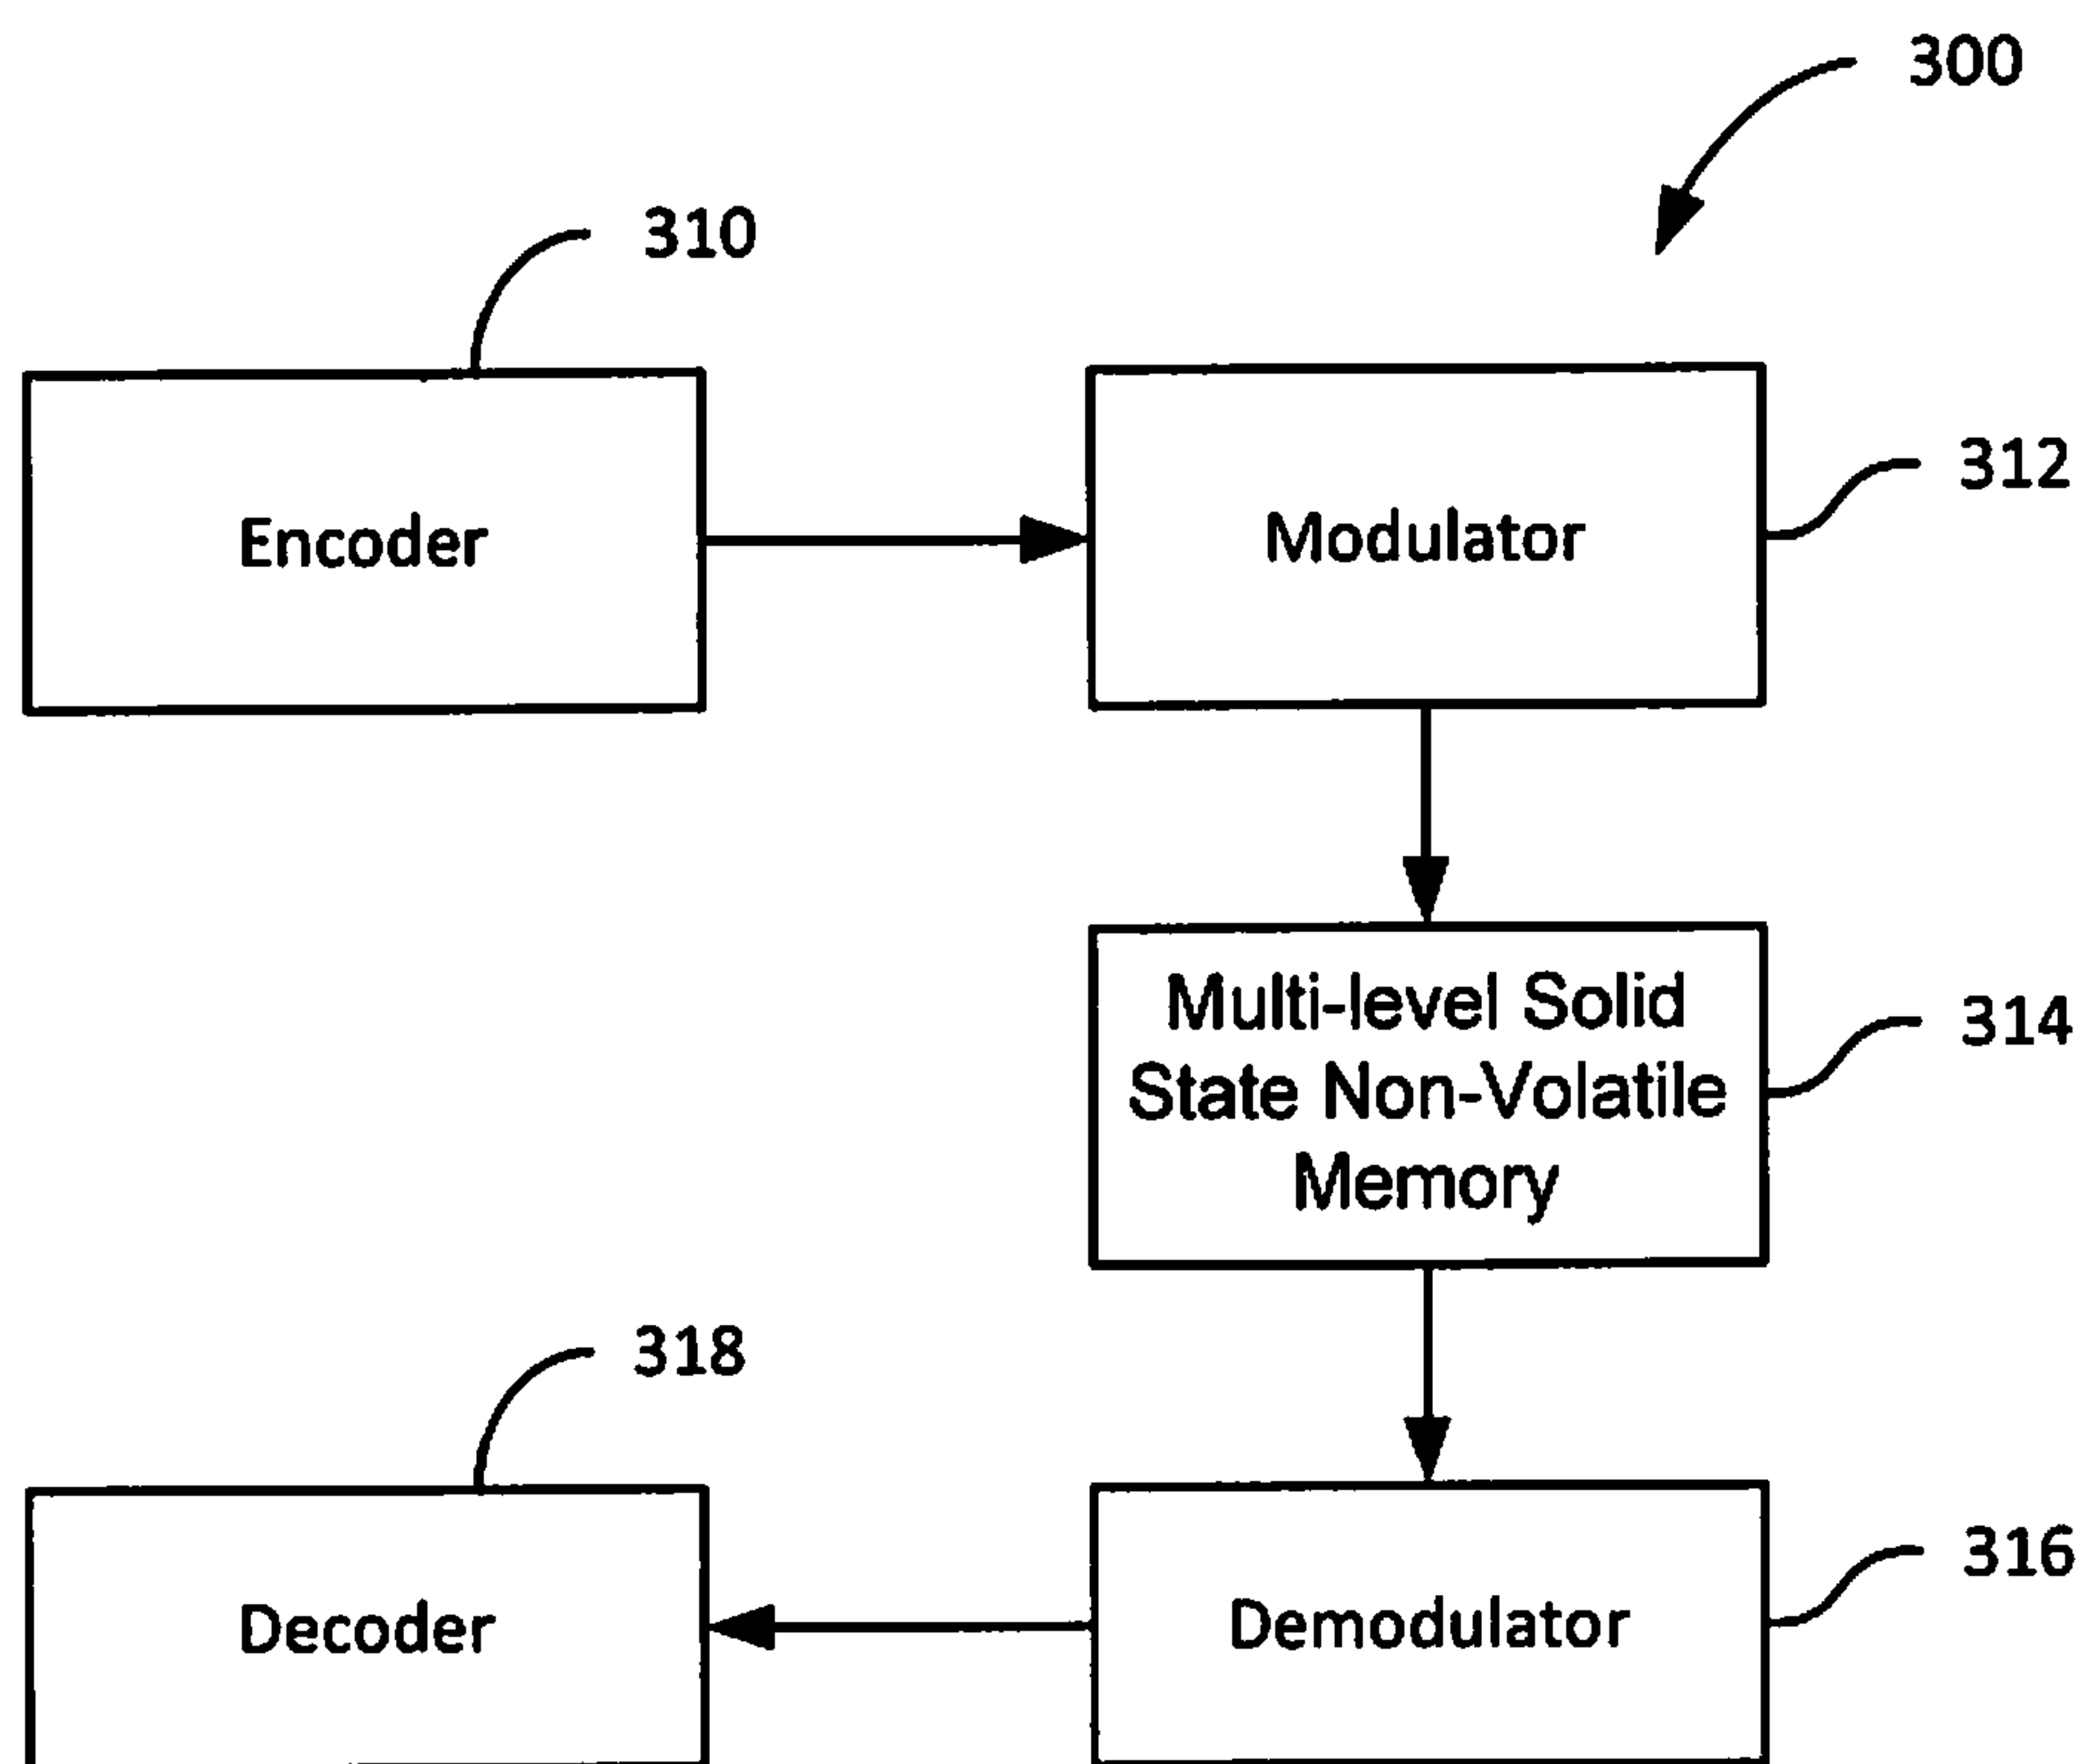 300
310
312
Encoder
Modulator
Multi-level Solid
State Non-Volatile
Memory
314
318
316
Decoder
Demodulator